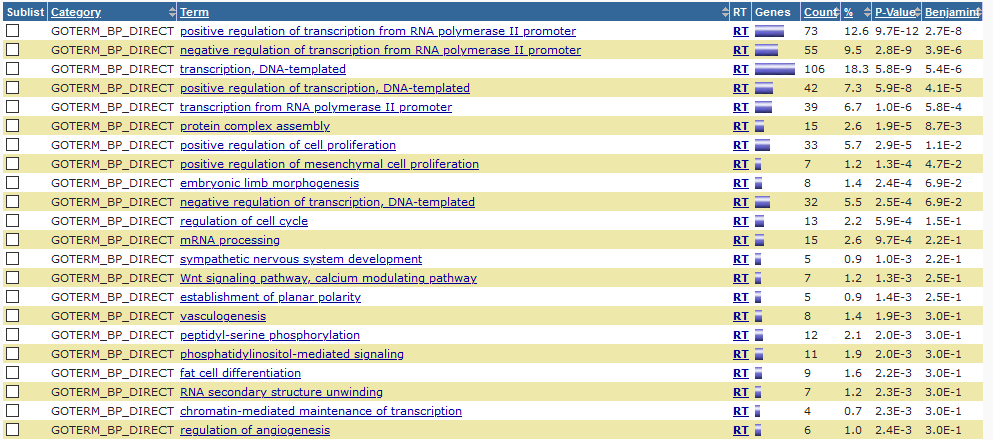 Sublist Category Term RT Genes Count % P-Value Benjamini
GOTERM_BP_DIRECT positive regulation of transcription from RNA polymerase II promoter RT 73 12.6 9.7E-12 2.7E-8
GOTERM_BP_DIRECT negative regulation of transcription from RNA polymerase II promoter RT 55 9.5 2.8E-9 3.9E-6
GOTERM_BP_DIRECT transcription, DNA-templated RT 106 18.3 5.8E-9 5.4E-6
GOTERM_BP_DIRECT positive regulation of transcription, DNA-templated RT 42 7.3 5.9E-8 4.1E-5
GOTERM_BP_DIRECT transcription from RNA polymerase II promoter RT 39 6.7 1.0E-6 5.8E-4
GOTERM_BP_DIRECT protein complex assembly RT 15 2.6 1.9E-5 8.7E-3
GOTERM_BP_DIRECT positive regulation of cell proliferation RT 33 5.7 2.9E-5 1.1E-2
GOTERM_BP_DIRECT positive regulation of mesenchymal cell proliferation RT 7 1.2 1.3E-4 4.7E-2
GOTERM_BP_DIRECT embryonic limb morphogenesis RT 8 1.4 2.4E-4 6.9E-2
GOTERM_BP_DIRECT negative regulation of transcription, DNA-templated RT 32 5.5 2.5E-4 6.9E-2
GOTERM_BP_DIRECT regulation of cell cycle RT 13 2.2 5.9E-4 1.5E-1
GOTERM_BP_DIRECT mRNA processing RT 15 2.6 9.7E-4 2.2E-1
GOTERM_BP_DIRECT sympathetic nervous system development RT 5 0.9 1.0E-3 2.2E-1
GOTERM_BP_DIRECT Wnt signaling pathway, calcium modulating pathway RT 7 1.2 1.3E-3 2.5E-1
GOTERM_BP_DIRECT establishment of planar polarity RT 5 0.9 1.4E-3 2.5E-1
GOTERM_BP_DIRECT vasculogenesis RT 8 1.4 1.9E-3 3.0E-1
GOTERM_BP_DIRECT peptidyl-serine phosphorylation RT 12 2.1 2.0E-3 3.0E-1
GOTERM_BP_DIRECT phosphatidylinositol-mediated signaling RT 11 1.9 2.0E-3 3.0E-1
GOTERM_BP_DIRECT fat cell differentiation RT 9 1.6 2.2E-3 3.0E-1
GOTERM_BP_DIRECT RNA secondary structure unwinding RT 7 1.2 2.3E-3 3.0E-1
GOTERM_BP_DIRECT chromatin-mediated maintenance of transcription RT 4 0.7 2.3E-3 3.0E-1
GOTERM_BP_DIRECT regulation of angiogenesis RT 6 1.0 2.4E-3 3.0E-1